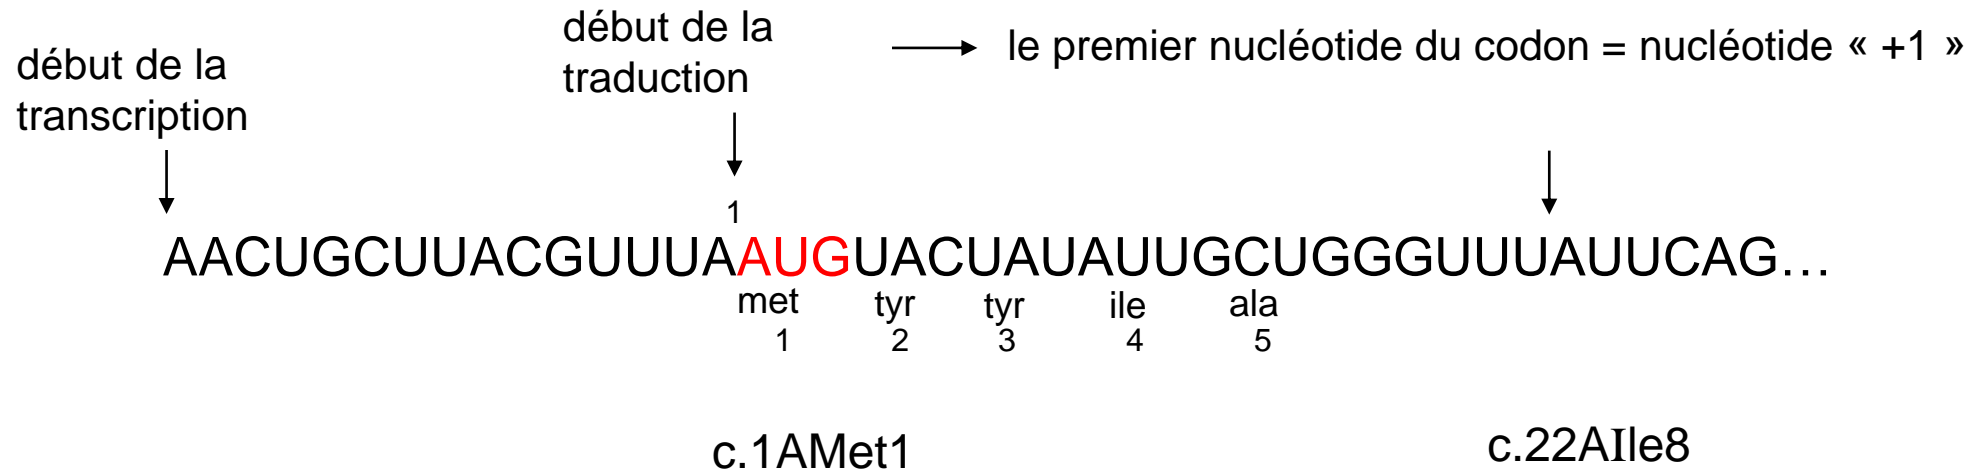 début de la
transcription
début de la
traduction
le premier nucléotide du codon = nucléotide « +1 »
1
AACUGCUUACGUUUAAUGUACUAUAUUGCUGGGUUUAUUCAG…
met tyr tyr ile ala
1 2 3 4 5
c.1AMet1 c.22AIle8